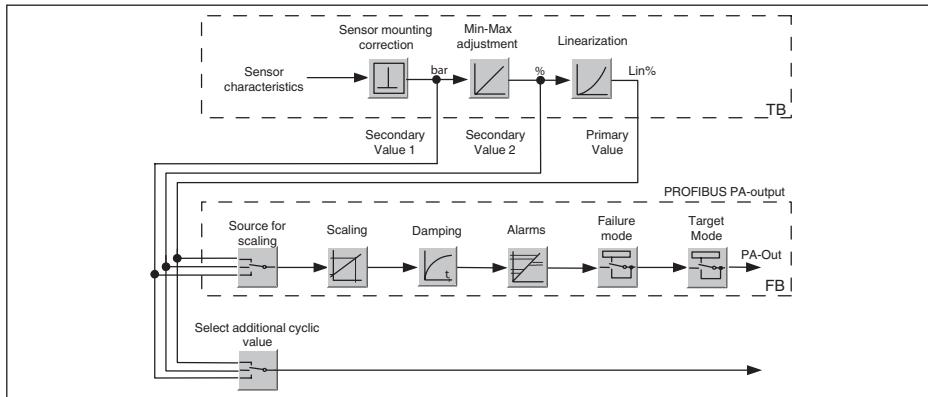 Sensor mounting
correction
Min-Max
adjustment
Linearization
Sensor
characteristics
bar
%
Lin%
TB
Secondary
Value 1
Secondary
Value 2
Primary
Value
PROFIBUS PA-output
Source for
scaling
Scaling
Damping
Alarms
Failure
mode
Target
Mode
PA-Out
t
FB
Select additional cyclic
value